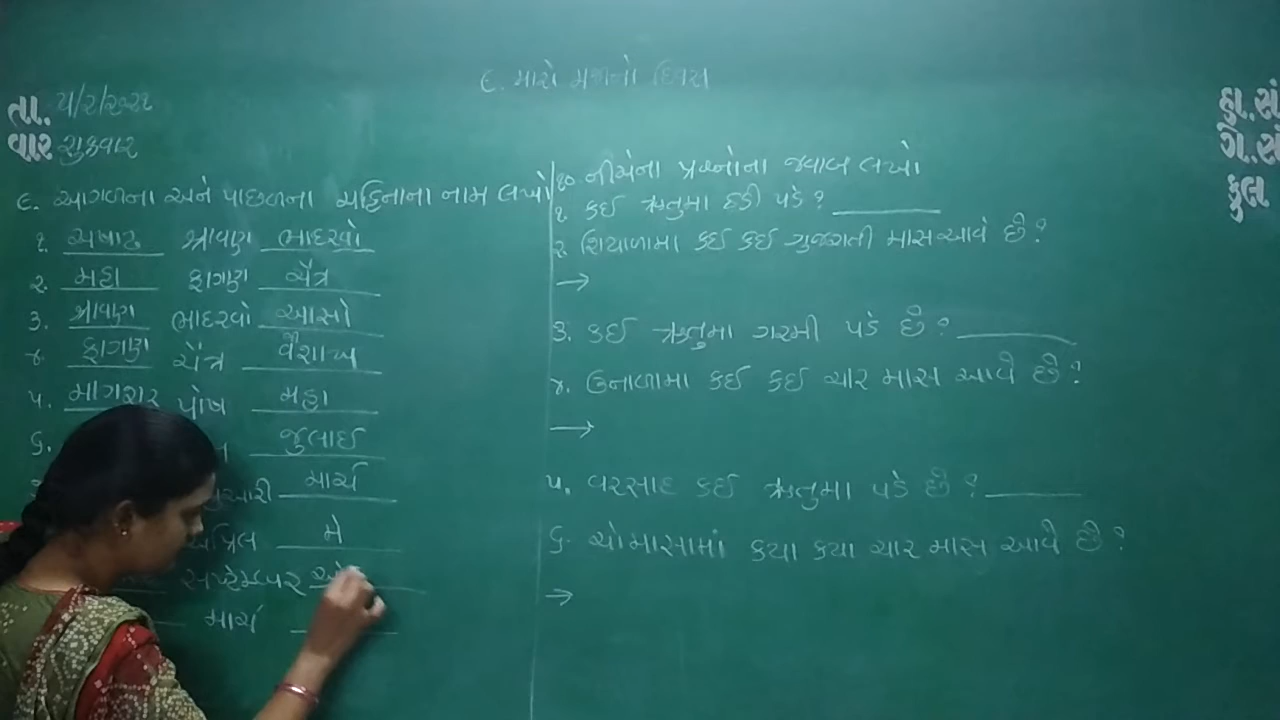 ૯. મારો મજાનો દિવસ
તા. ૫/૨/૨૦૨૧
વાર શુક્રવાર
હા.સં
ગે.સં
કુલ
૯. આગળના અને પાછળના મહિનાના નામ લખો
૧. અષાઢ શ્રાવણ ભાદરવો
૨. મહા ફાગણ ચૈત્ર
૩. શ્રાવણ ભાદરવો આસો
૪. ફાગણ ચૈત્ર વૈશાખ
૫. માગશર પોષ મહા
૬. જુલાઈ
માર્ચ
એપ્રિલ મે
સપ્ટેમ્બર
માર્ચ
૧૦. નીચેના પ્રશ્નોના જવાબ લખો
૧. કઈ ઋતુમા ઠંડી પડે?
૨. શિયાળામા કઈ કઈ ગુજરાતી માસ આવે છે?
→
૩. કઈ ઋતુમા ગરમી પડે છે?
૪. ઉનાળામા કઈ કઈ ચાર માસ આવે છે?
→
૫. વરસાદ કઈ ઋતુમા પડે છે?
૬. ચોમાસામાં કયા કયા ચાર માસ આવે છે?
→